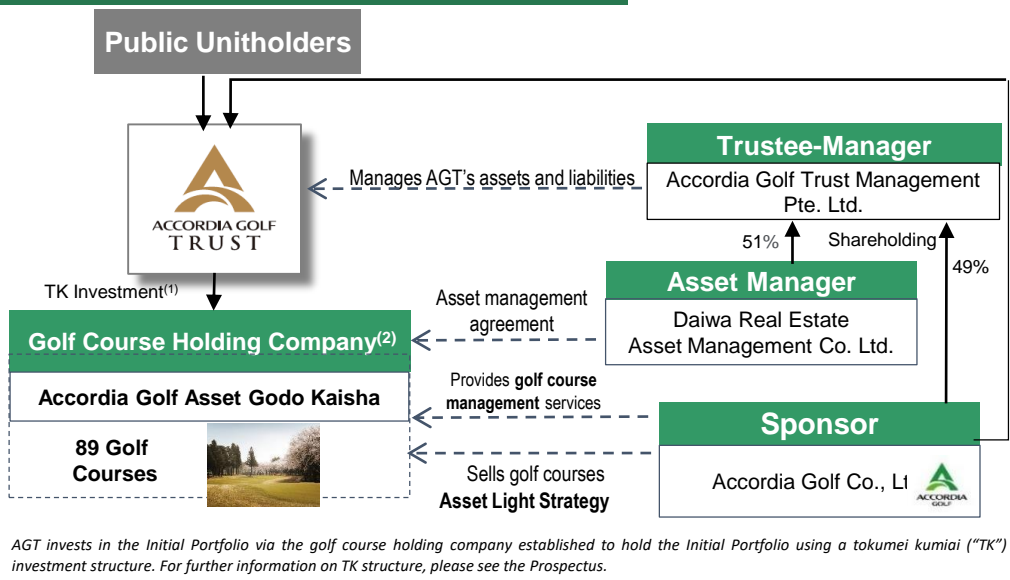 Public Unitholders
ACCORDIA GOLF
TRUST
Manages AGT's assets and liabilities
Trustee-Manager
Accordia Golf Trust Management
Pte. Ltd.
51%
Shareholding
49%
TK Investment(1)
Asset Manager
Daiwa Real Estate
Asset Management Co. Ltd.
Asset management
agreement
Golf Course Holding Company(2)
Accordia Golf Asset Godo Kaisha
89 Golf
Courses
Provides golf course
management services
Sells golf courses
Asset Light Strategy
Sponsor
Accordia Golf Co., Lt
ACCORDIA
GOLF
AGT invests in the Initial Portfolio via the golf course holding company established to hold the Initial Portfolio using a tokumei kumiai (“TK”)
investment structure. For further information on TK structure, please see the Prospectus.